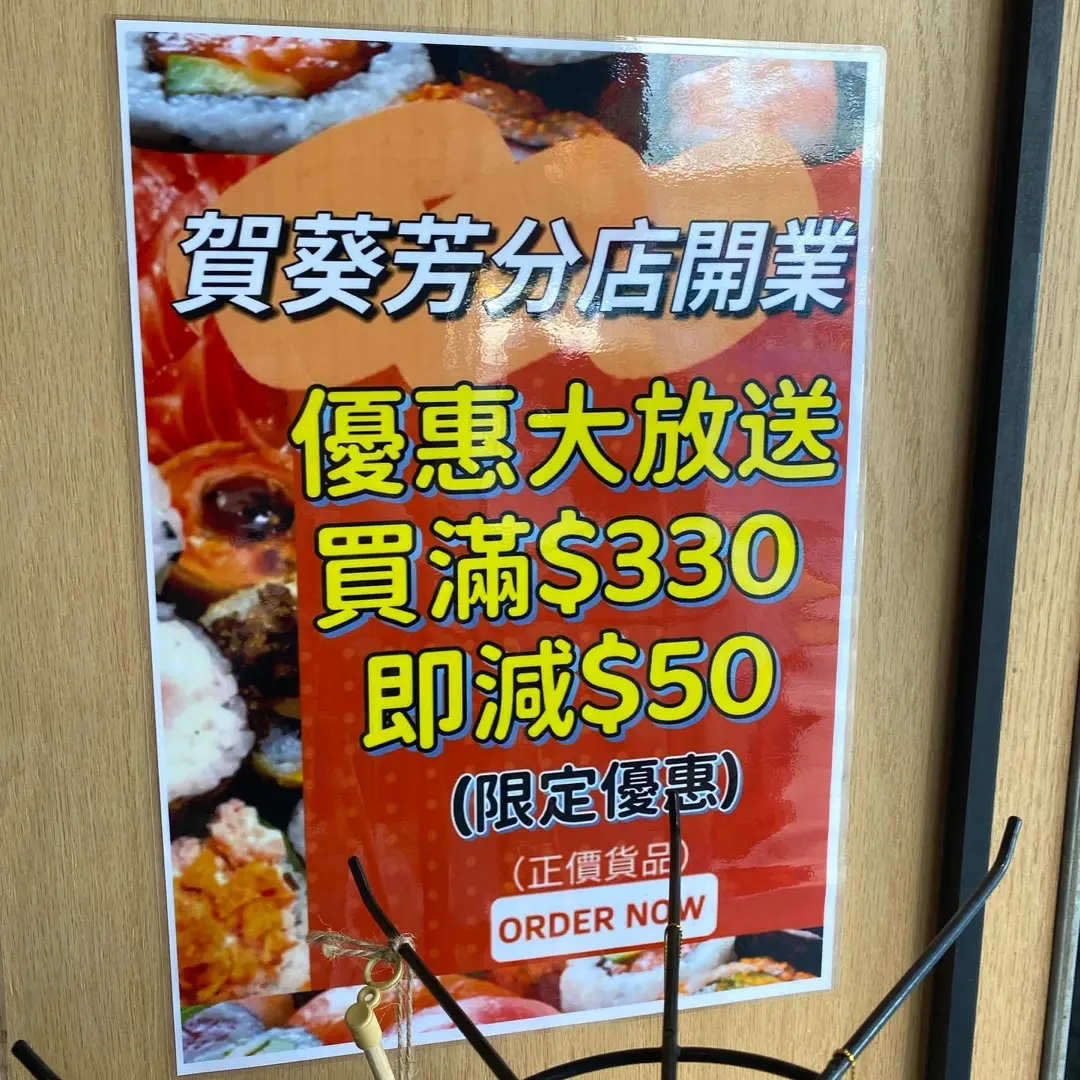 賀葵芳分店開業
優惠大放送
買滿$330
即減$50
(限定優惠)
(正價貨品)
ORDER NOW